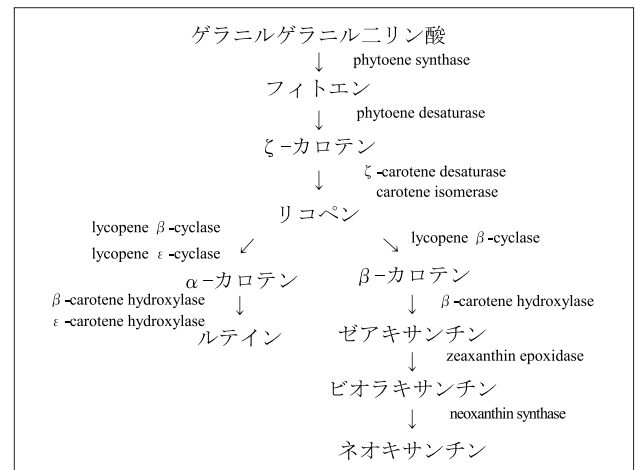 ゲラニルゲラニル二リン酸
↓ phytoene synthase
フィトエン
↓ phytoene desaturase
ζ-カロテン
↓ ζ-carotene desaturase
carotene isomerase
リコペン
lycopene β-cyclase
lycopene ε-cyclase ↙ ↘ lycopene β-cyclase
α-カロテン β-カロテン
β-carotene hydroxylase ↓ ↓ β-carotene hydroxylase
ε-carotene hydroxylase
ルテイン ゼアキサンチン
↓ zeaxanthin epoxidase
ビオラキサンチン
↓ neoxanthin synthase
ネオキサンチン